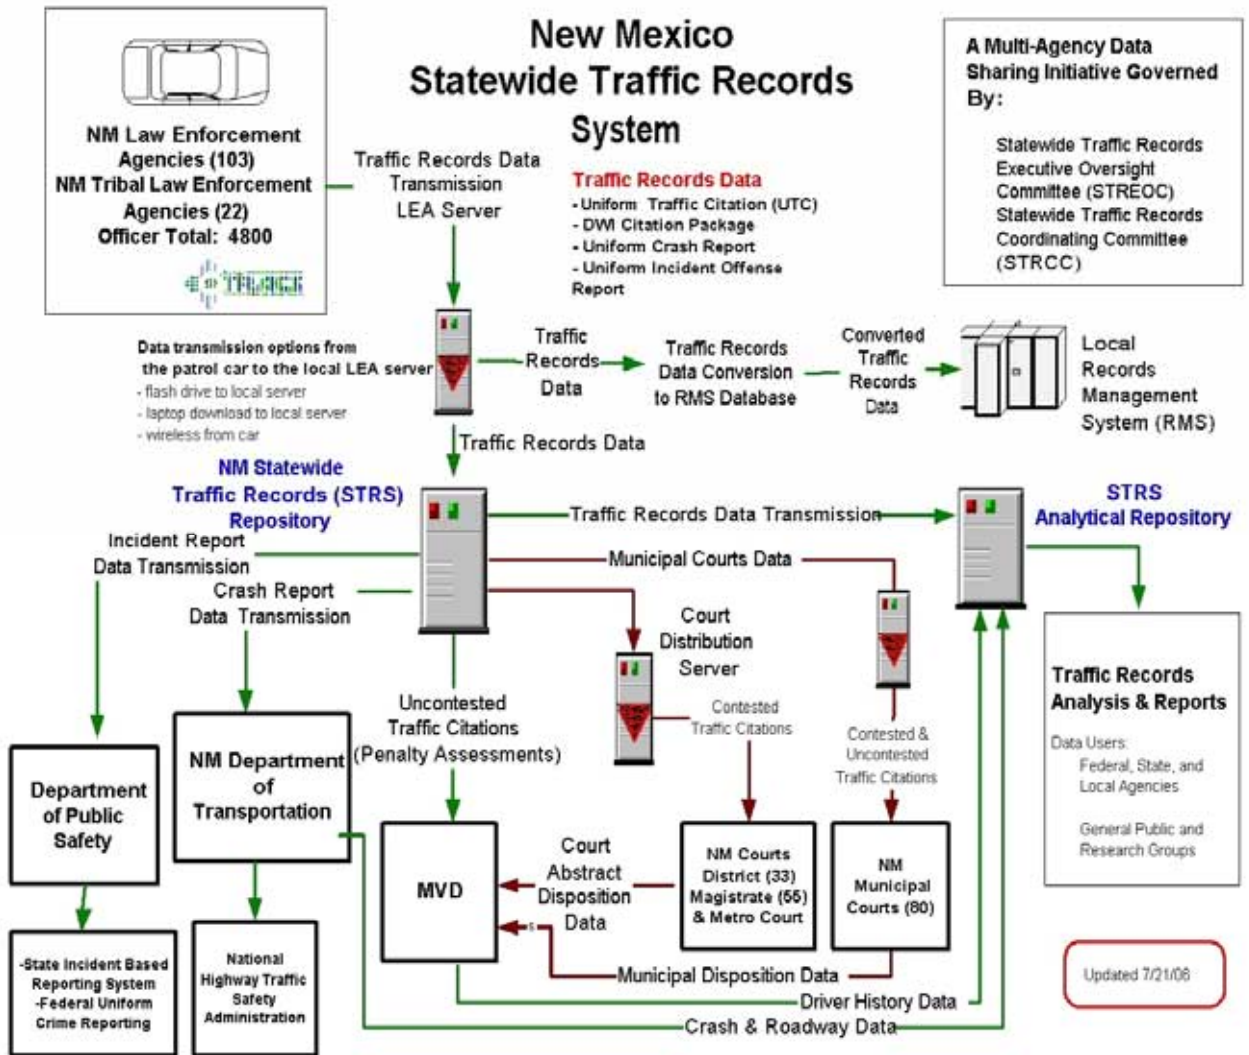 New Mexico
Statewide Traffic Records
System
NM Law Enforcement
Agencies (103)
NM Tribal Law Enforcement
Agencies (22)
Officer Total: 4800
A Multi-Agency Data
Sharing Initiative Governed
By:
Statewide Traffic Records
Executive Oversight
Committee (STREOC)
Statewide Traffic Records
Coordinating Committee
(STRCC)
Traffic Records Data
Transmission
LEA Server
Traffic Records Data
- Uniform Traffic Citation (UTC)
- DWI Citation Package
- Uniform Crash Report
- Uniform Incident Offense
Report
Data transmission options from
the patrol car to the local LEA server
- flash drive to local server
- laptop download to local server
- wireless from car
Traffic
Records
Data
Traffic Records
Data Conversion
to RMS Database
Converted
Traffic
Records
Data
Local
Records
Management
System (RMS)
Traffic Records Data
NM Statewide
Traffic Records (STRS)
Repository
Traffic Records Data Transmission
STRS
Analytical Repository
Incident Report
Data Transmission
Crash Report
Data Transmission
Municipal Courts Data
Court
Distribution
Server
Uncontested
Traffic Citations
(Penalty Assessments)
Contested
Traffic Citations
Contested &
Uncontested
Traffic Citations
Traffic Records
Analysis & Reports
Data Users:
Federal, State, and
Local Agencies
General Public and
Research Groups
Department
of Public
Safety
NM Department
of
Transportation
MVD
Court
Abstract
Disposition
Data
NM Courts
District (33)
Magistrate (55)
& Metro Court
NM
Municipal
Courts (80)
-State Incident Based
Reporting System
-Federal Uniform
Crime Reporting
National
Highway Traffic
Safety
Administration
Municipal Disposition Data
Driver History Data
Crash & Roadway Data
Updated 7/21/06